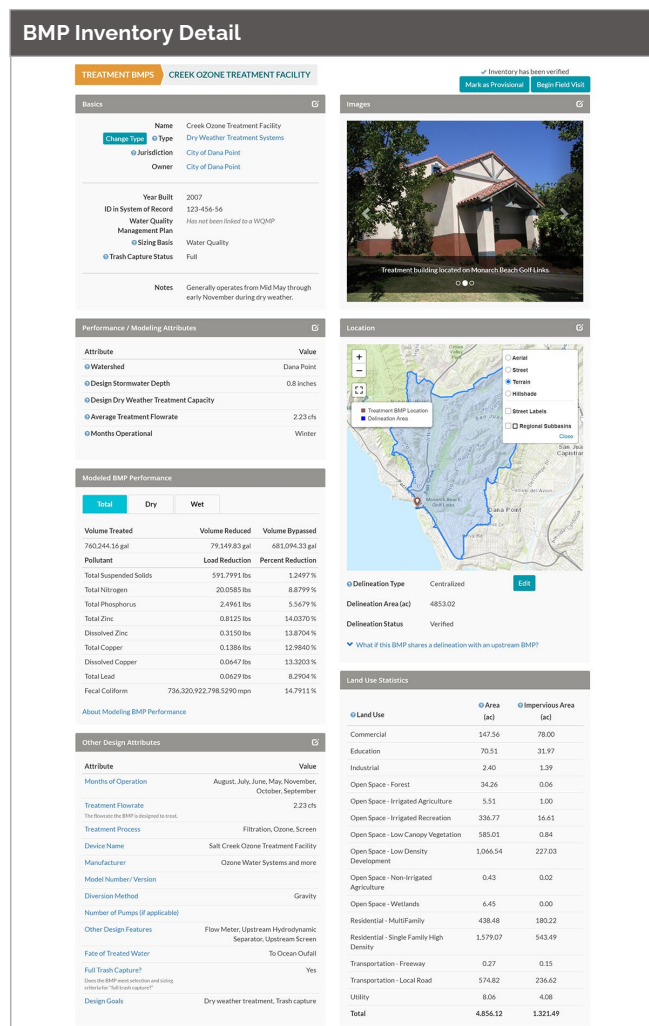 BMP Inventory Detail
TREATMENT BMPS CREEK OZONE TREATMENT FACILITY
Inventory has been verified
Mark as Provisional Begin Field Visit
Basics
Name Creek Ozone Treatment Facility
Change Type Type Dry Weather Treatment Systems
Jurisdiction City of Dana Point
Owner City of Dana Point
Year Built 2007
ID in System of Record 123-456-56
Water Quality Has not been linked to a WQMP
Management Plan
Sizing Basis Water Quality
Trash Capture Status Full
Notes Generally operates from Mid May through
early November during dry weather.
Images
Treatment building located on Monarch Beach Golf Links
Performance / Modeling Attributes
Attribute Value
Watershed Dana Point
Design Stormwater Depth 0.8 inches
Design Dry Weather Treatment Capacity
Average Treatment Flowrate 2.23 cfs
Months Operational Winter
Location
+
−
Aerial
Street
Terrain
Hillshade
Street Labels
Regional Subbasins
Close
Treatment BMP Location
Delineation Area
San Jua
Capistran
Monarch Beach
Golf Links
Dana Point
Delineation Type Centralized Edit
Delineation Area (ac) 4853.02
Delineation Status Verified
What if this BMP shares a delineation with an upstream BMP?
Modeled BMP Performance
Total Dry Wet
Volume Treated Volume Reduced Volume Bypassed
760,244.16 gal 79,149.83 gal 681,094.33 gal
Pollutant Load Reduction Percent Reduction
Total Suspended Solids 591.7991 lbs 1.2497 %
Total Nitrogen 20.0585 lbs 8.8799 %
Total Phosphorus 2.4961 lbs 5.5679 %
Total Zinc 0.8125 lbs 14.0370 %
Dissolved Zinc 0.3150 lbs 13.8704 %
Total Copper 0.1386 lbs 12.9840 %
Dissolved Copper 0.0647 lbs 13.3203 %
Total Lead 0.0629 lbs 8.2904 %
Fecal Coliform 736,320,922,798.5290 mpn 14.7911 %
About Modeling BMP Performance
Other Design Attributes
Attribute Value
Months of Operation August, July, June, May, November,
October, September
Treatment Flowrate 2.23 cfs
The flowrate the BMP is designed to treat.
Treatment Process Filtration, Ozone, Screen
Device Name Salt Creek Ozone Treatment Facility
Manufacturer Ozone Water Systems and more
Model Number/ Version
Diversion Method Gravity
Number of Pumps (if applicable)
Other Design Features Flow Meter, Upstream Hydrodynamic
Separator, Upstream Screen
Fate of Treated Water To Ocean Oufall
Full Trash Capture? Yes
Does the BMP meet selection and sizing
criteria for "full trash capture?"
Design Goals Dry weather treatment, Trash capture
Land Use Statistics
Land Use Area (ac) Impervious Area (ac)
Commercial 147.56 78.00
Education 70.51 31.97
Industrial 2.40 1.39
Open Space - Forest 34.26 0.06
Open Space - Irrigated Agriculture 5.51 1.00
Open Space - Irrigated Recreation 336.77 16.61
Open Space - Low Canopy Vegetation 585.01 0.84
Open Space - Low Density 1,066.54 227.03
Development
Open Space - Non-Irrigated 0.43 0.02
Agriculture
Open Space - Wetlands 6.45 0.00
Residential - MultiFamily 438.48 180.22
Residential - Single Family High 1,579.07 543.49
Density
Transportation - Freeway 0.27 0.15
Transportation - Local Road 574.82 236.62
Utility 8.06 4.08
Total 4.856.12 1.321.49